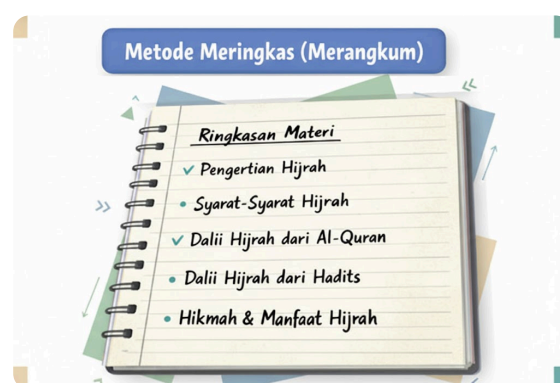 Metode Meringkas (Merangkum)
Ringkasan Materi
Pengertian Hijrah
Syarat-Syarat Hijrah
Dalii Hijrah dari Al-Quran
Dalii Hijrah dari Hadits
Hikmah & Manfaat Hijrah